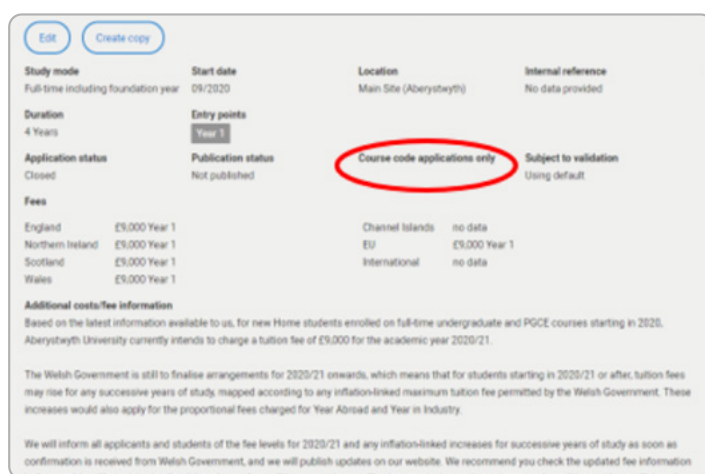 Edit Create copy
Study mode Start date Location Internal reference
Full-time including foundation year 09/2020 Main Site (Aberystwyth) No data provided
Duration Entry points
4 Years Year 1
Application status Publication status Course code applications only Subject to validation
Closed Not published Using default
Fees
England £9,000 Year 1 Channel Islands no data
Northern Ireland £9,000 Year 1 EU £9,000 Year 1
Scotland £9,000 Year 1 International no data
Wales £9,000 Year 1
Additional costs/fee information
Based on the latest information available to us, for new Home students enrolled on full-time undergraduate and PGCE courses starting in 2020,
Aberystwyth University currently intends to charge a tuition fee of £9,000 for the academic year 2020/21.
The Welsh Government is still to finalise arrangements for 2020/21 onwards, which means that for students starting in 2020/21 or after, tuition fees
may rise for any successive years of study, mapped according to any inflation-linked maximum tuition fee permitted by the Welsh Government. These
increases would also apply for the proportional fees charged for Year Abroad and Year in Industry.
We will inform all applicants and students of the fee levels for 2020/21 and any inflation-linked increases for successive years of study as soon as
confirmation is received from Welsh Government, and we will publish updates on our website. We recommend you check the updated fee information